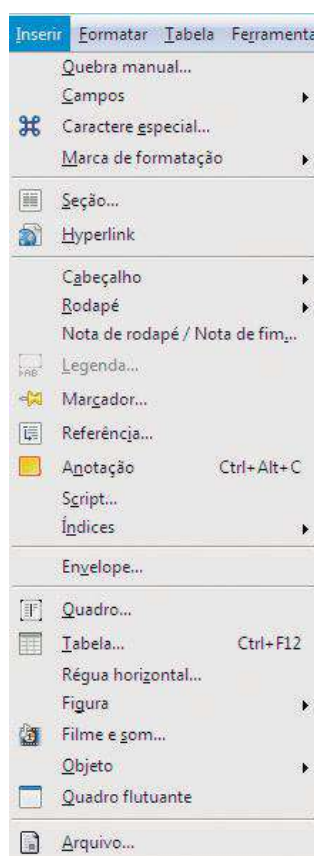 Inserir Formatar Tabela Ferramenta
Quebra manual...
Campos
Caractere especial...
Marca de formatação
Seção...
Hyperlink
Cabeçalho
Rodapé
Nota de rodapé / Nota de fim...
Legenda...
Marcador...
Referência...
Anotação Ctrl+Alt+C
Script...
Índices
Envelope...
Quadro...
Tabela... Ctrl+F12
Régua horizontal...
Figura
Filme e som...
Objeto
Quadro flutuante
Arquivo...